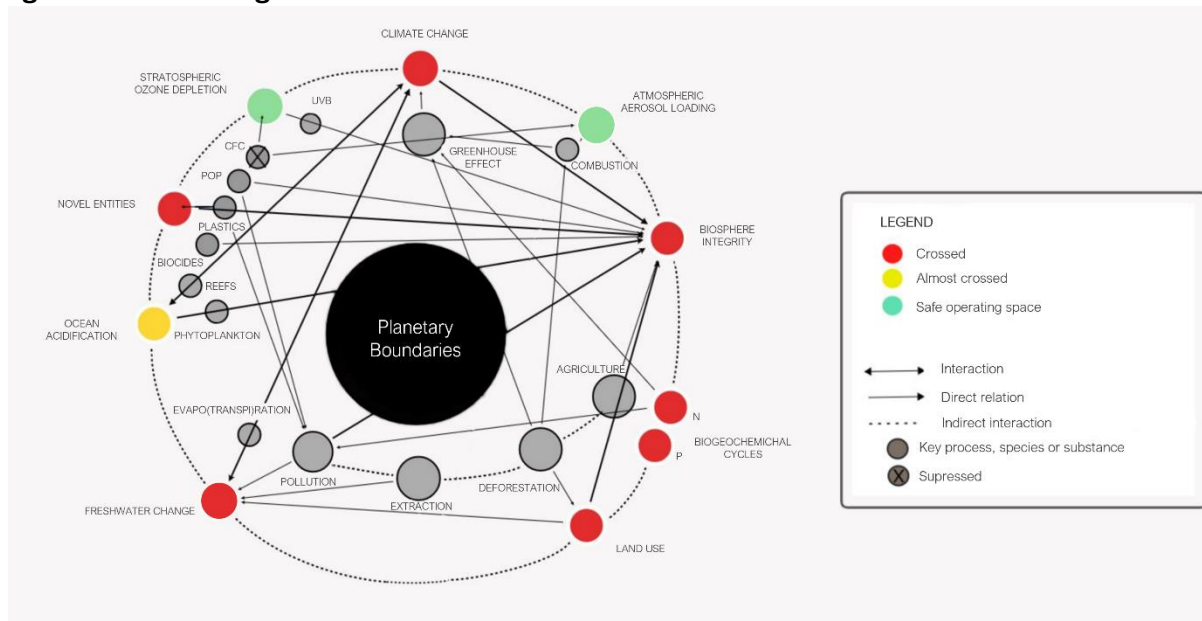 CLIMATE CHANGE
STRATOSPHERIC
OZONE DEPLETION
UVB
ATMOSPHERIC
AEROSOL LOADING
CFC
GREENHOUSE
EFFECT
COMBUSTION
POP
NOVEL ENTITIES
PLASTICS
BIOSPHERE
INTEGRITY
BIOCIDES
REEFS
OCEAN
ACIDIFICATION
PHYTOPLANKTON
Planetary
Boundaries
AGRICULTURE
EVAPO(TRANSPI)RATION
N
P
BIOGEOCHEMICHAL
CYCLES
POLLUTION
DEFORESTATION
EXTRACTION
FRESHWATER CHANGE
LAND USE
LEGEND
Crossed
Almost crossed
Safe operating space
Interaction
Direct relation
Indirect interaction
Key process, species or substance
X
Supressed